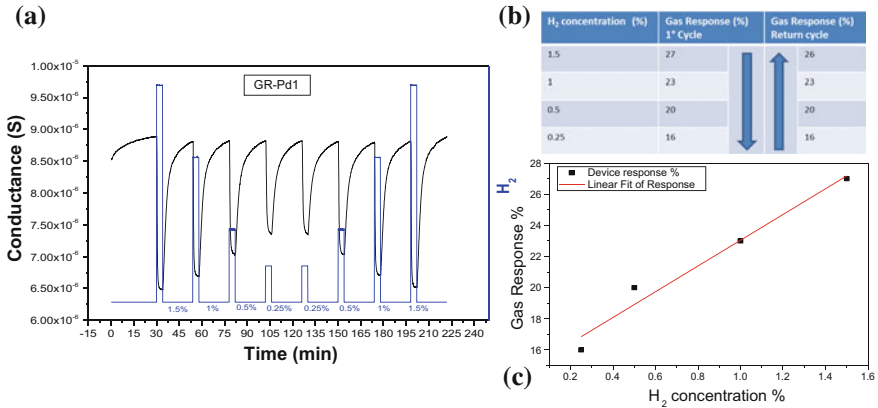 (a)
GR-Pd1
Conductance (S)
1.00x10⁻⁵
9.50x10⁻⁶
9.00x10⁻⁶
8.50x10⁻⁶
8.00x10⁻⁶
7.50x10⁻⁶
7.00x10⁻⁶
6.50x10⁻⁶
6.00x10⁻⁶
H₂
1.5% 1% 0.5% 0.25% 0.25% 0.5% 1% 1.5%
-15 0 15 30 45 60 75 90 105 120 135 150 165 180 195 210 225 240
Time (min)
(b)
H₂ concentration (%) Gas Response (%) 1° Cycle Gas Response (%) Return cycle
1.5 27 26
1 23 23
0.5 20 20
0.25 16 16
(c)
Device response %
Linear Fit of Response
Gas Response %
28
26
24
22
20
18
16
0.2 0.4 0.6 0.8 1.0 1.2 1.4 1.6
H₂ concentration %